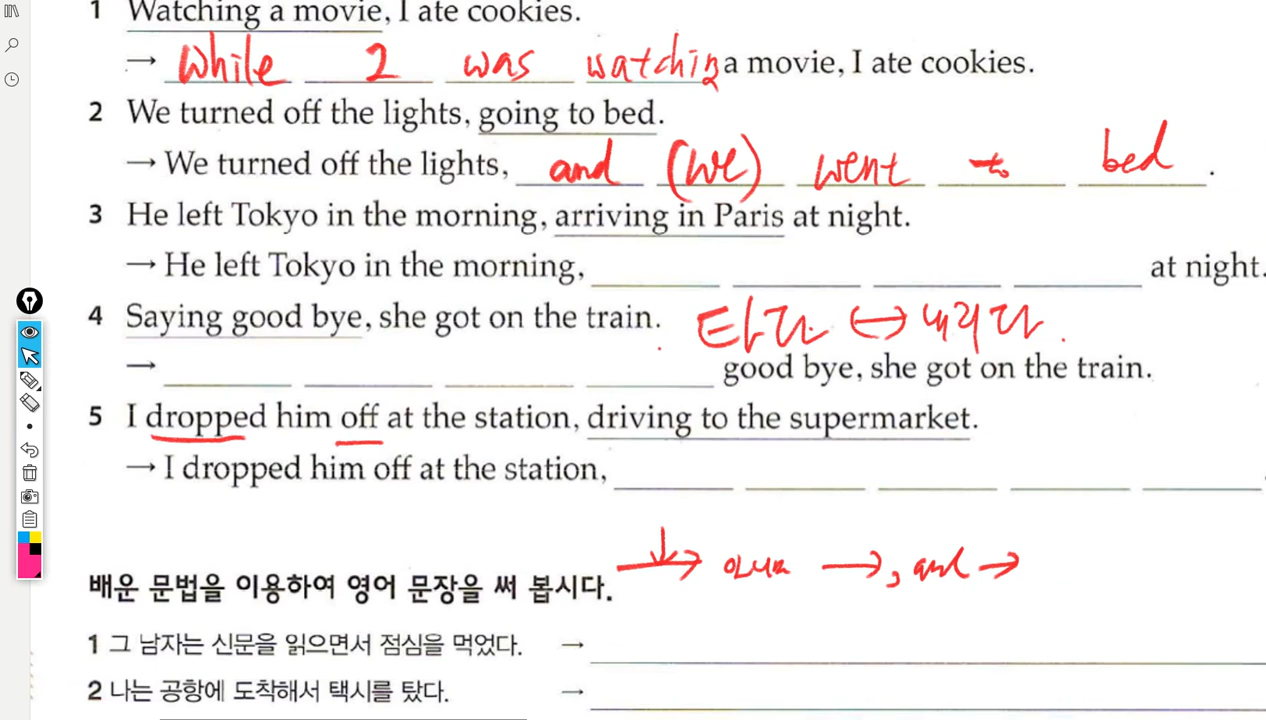 1 Watching a movie, I ate cookies.
→ While I was watching a movie, I ate cookies.
2 We turned off the lights, going to bed.
→ We turned off the lights, and (we) went to bed.
3 He left Tokyo in the morning, arriving in Paris at night.
→ He left Tokyo in the morning, at night.
4 Saying good bye, she got on the train. 타다 ↔ 내리다.
→ good bye, she got on the train.
5 I dropped him off at the station, driving to the supermarket.
→ I dropped him off at the station,
→ , and →
배운 문법을 이용하여 영어 문장을 써 봅시다.
1 그 남자는 신문을 읽으면서 점심을 먹었다. →
2 나는 공항에 도착해서 택시를 탔다. →